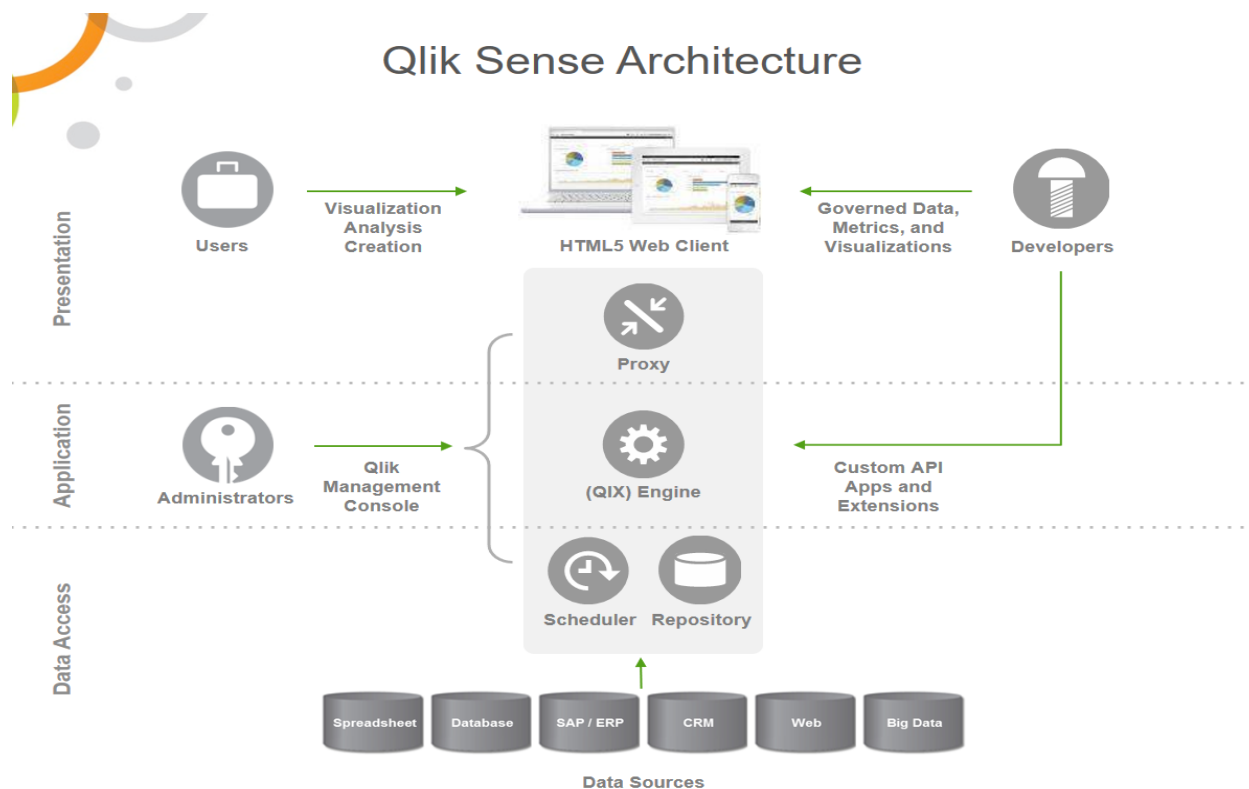 Qlik Sense Architecture
Presentation
Users
Visualization
Analysis
Creation
HTML5 Web Client
Governed Data,
Metrics, and
Visualizations
Developers
Proxy
Application
Administrators
Qlik
Management
Console
(QIX) Engine
Custom API
Apps and
Extensions
Data Access
Scheduler
Repository
Spreadsheet
Database
SAP / ERP
CRM
Web
Big Data
Data Sources